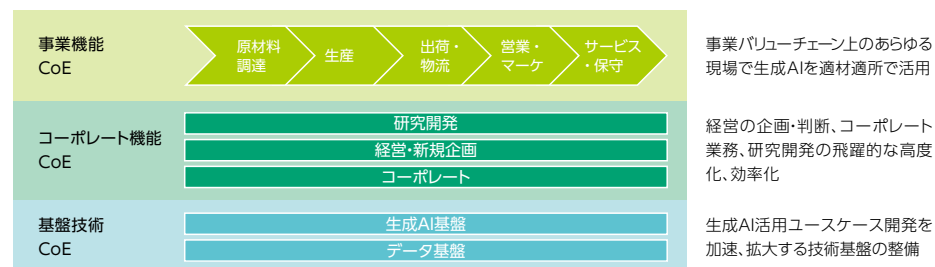 事業機能
CoE
原材料
調達
生産
出荷・
物流
営業・
マーケ
サービス
・保守
事業バリューチェーン上のあらゆる
現場で生成AIを適材適所で活用
コーポレート機能
CoE
研究開発
経営・新規企画
コーポレート
経営の企画・判断、コーポレート
業務、研究開発の飛躍的な高度
化、効率化
基盤技術
CoE
生成AI基盤
データ基盤
生成AI活用ユースケース開発を
加速、拡大する技術基盤の整備